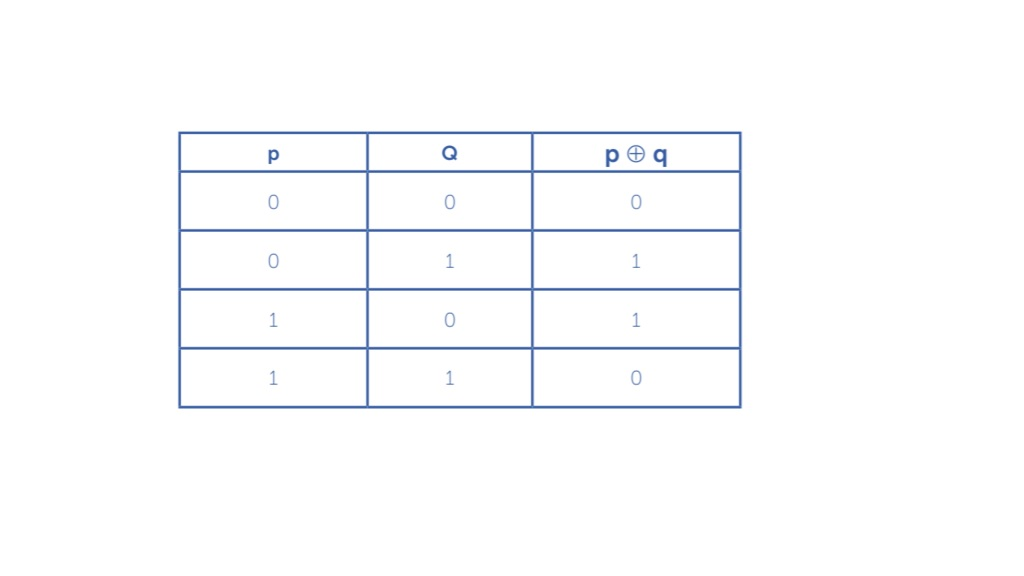 p Q p ⊕ q
0 0 0
0 1 1
1 0 1
1 1 0